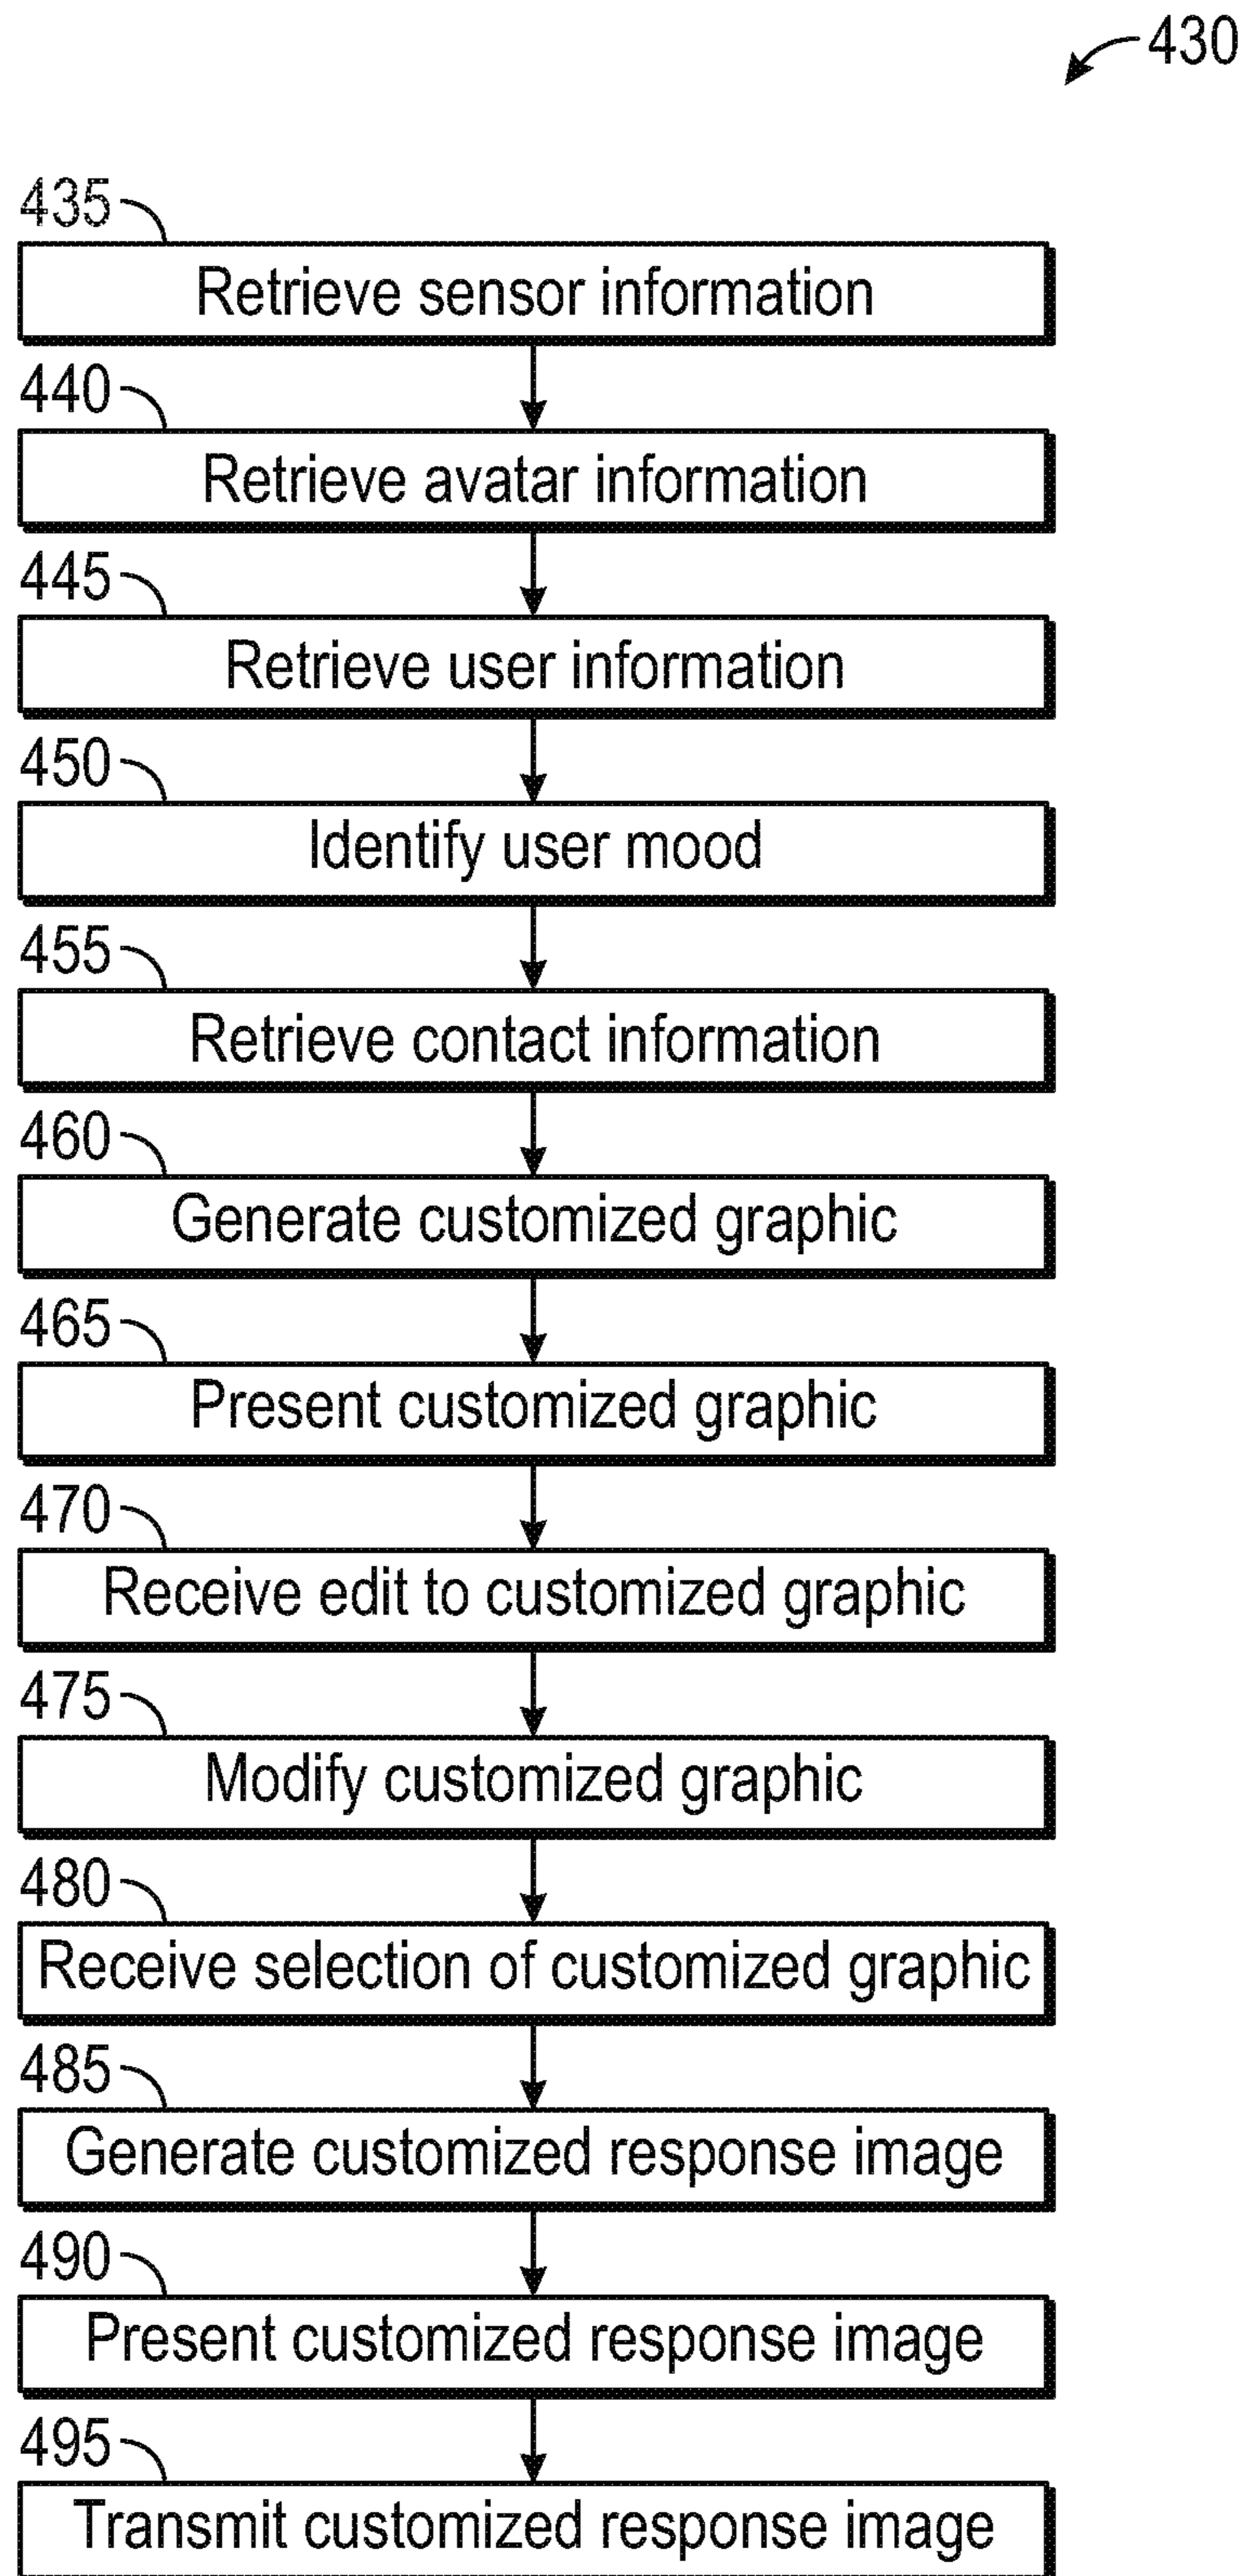 430
435
Retrieve sensor information
440
Retrieve avatar information
445
Retrieve user information
450
Identify user mood
455
Retrieve contact information
460
Generate customized graphic
465
Present customized graphic
470
Receive edit to customized graphic
475
Modify customized graphic
480
Receive selection of customized graphic
485
Generate customized response image
490
Present customized response image
495
Transmit customized response image